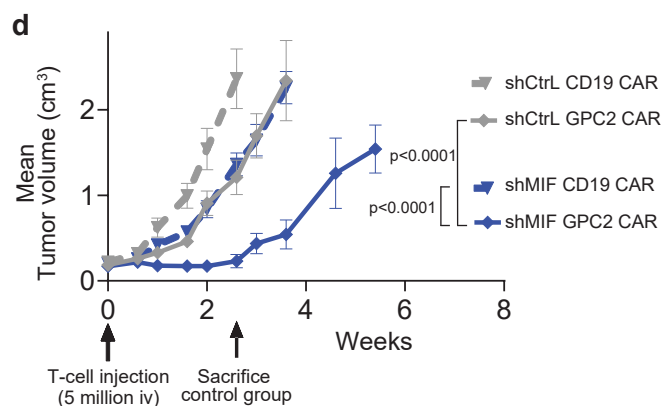 d
Mean
Tumor volume (cm³)
2
1
0
0
2
4
6
8
Weeks
T-cell injection
(5 million iv)
Sacrifice
control group
shCtrL CD19 CAR
shCtrL GPC2 CAR
p<0.0001
shMIF CD19 CAR
p<0.0001
shMIF GPC2 CAR